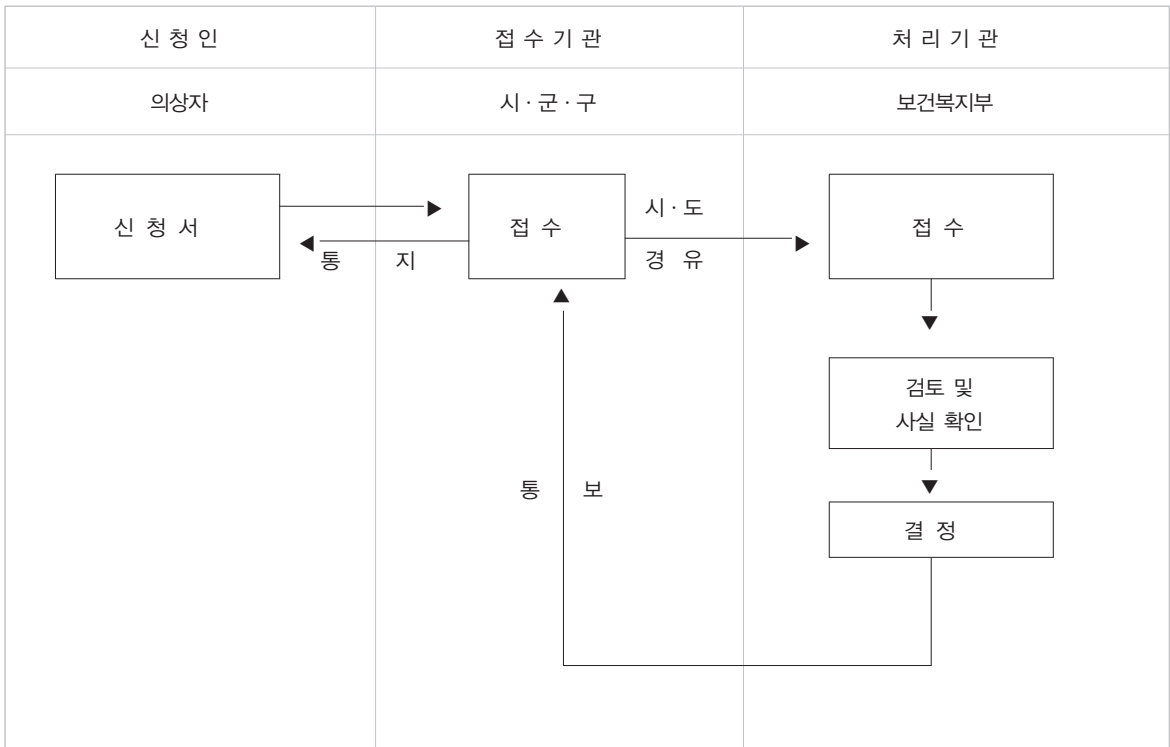 신 청 인
접 수 기 관
처 리 기 관
의상자
시 · 군 · 구
보건복지부
신 청 서
접 수
시 · 도
경 유
접 수
통 지
검토 및
사실 확인
통 보
결 정